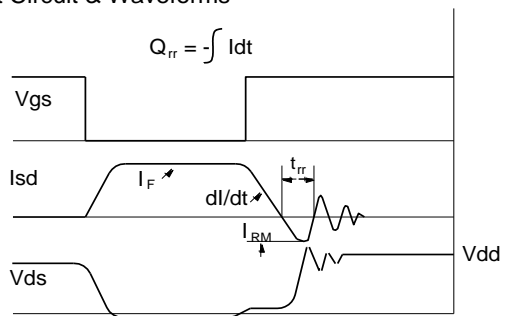 Circuit & Waveforms
Qrr = -∫ Idt
Vgs
Isd
IF
dI/dt
trr
IRM
Vds
Vdd